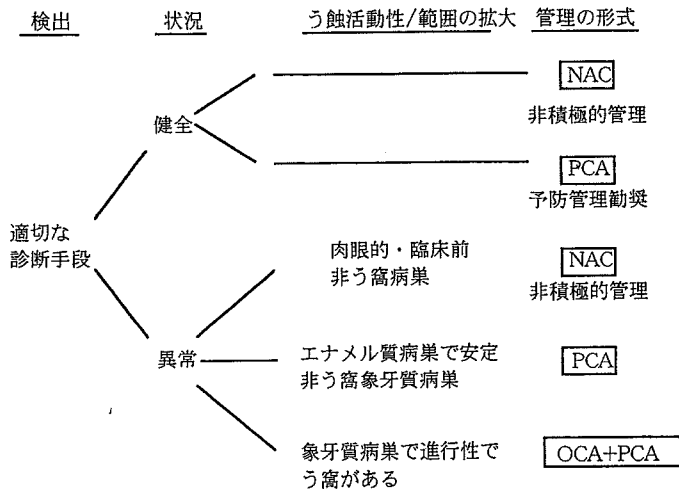 検出 状況 う蝕活動性/範囲の拡大 管理の形式
NAC
非積極的管理
健全
PCA
予防管理勧奨
適切な
診断手段
肉眼的・臨床前
非う窩病巣
NAC
非積極的管理
異常
エナメル質病巣で安定
非う窩象牙質病巣
PCA
象牙質病巣で進行性で
う窩がある
OCA+PCA